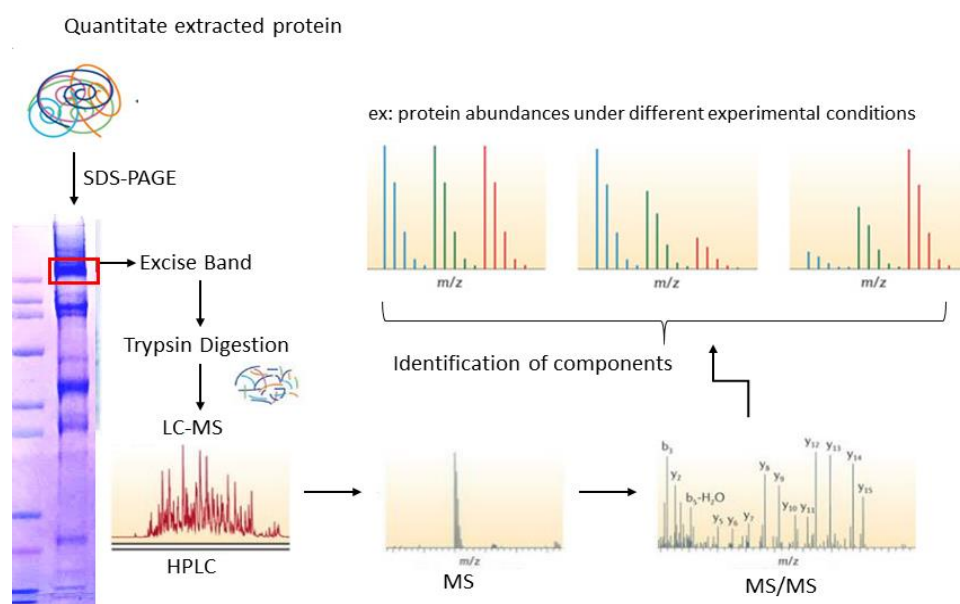 Quantitate extracted protein
SDS-PAGE
Excise Band
Trypsin Digestion
LC-MS
HPLC
m/z
MS
b₃
y₂
b₅-H₂O
y₅
y₆
y₇
y₈
y₉
y₁₀
y₁₁
y₁₂
y₁₃
y₁₄
y₁₅
m/z
MS/MS
Identification of components
ex: protein abundances under different experimental conditions
m/z
m/z
m/z